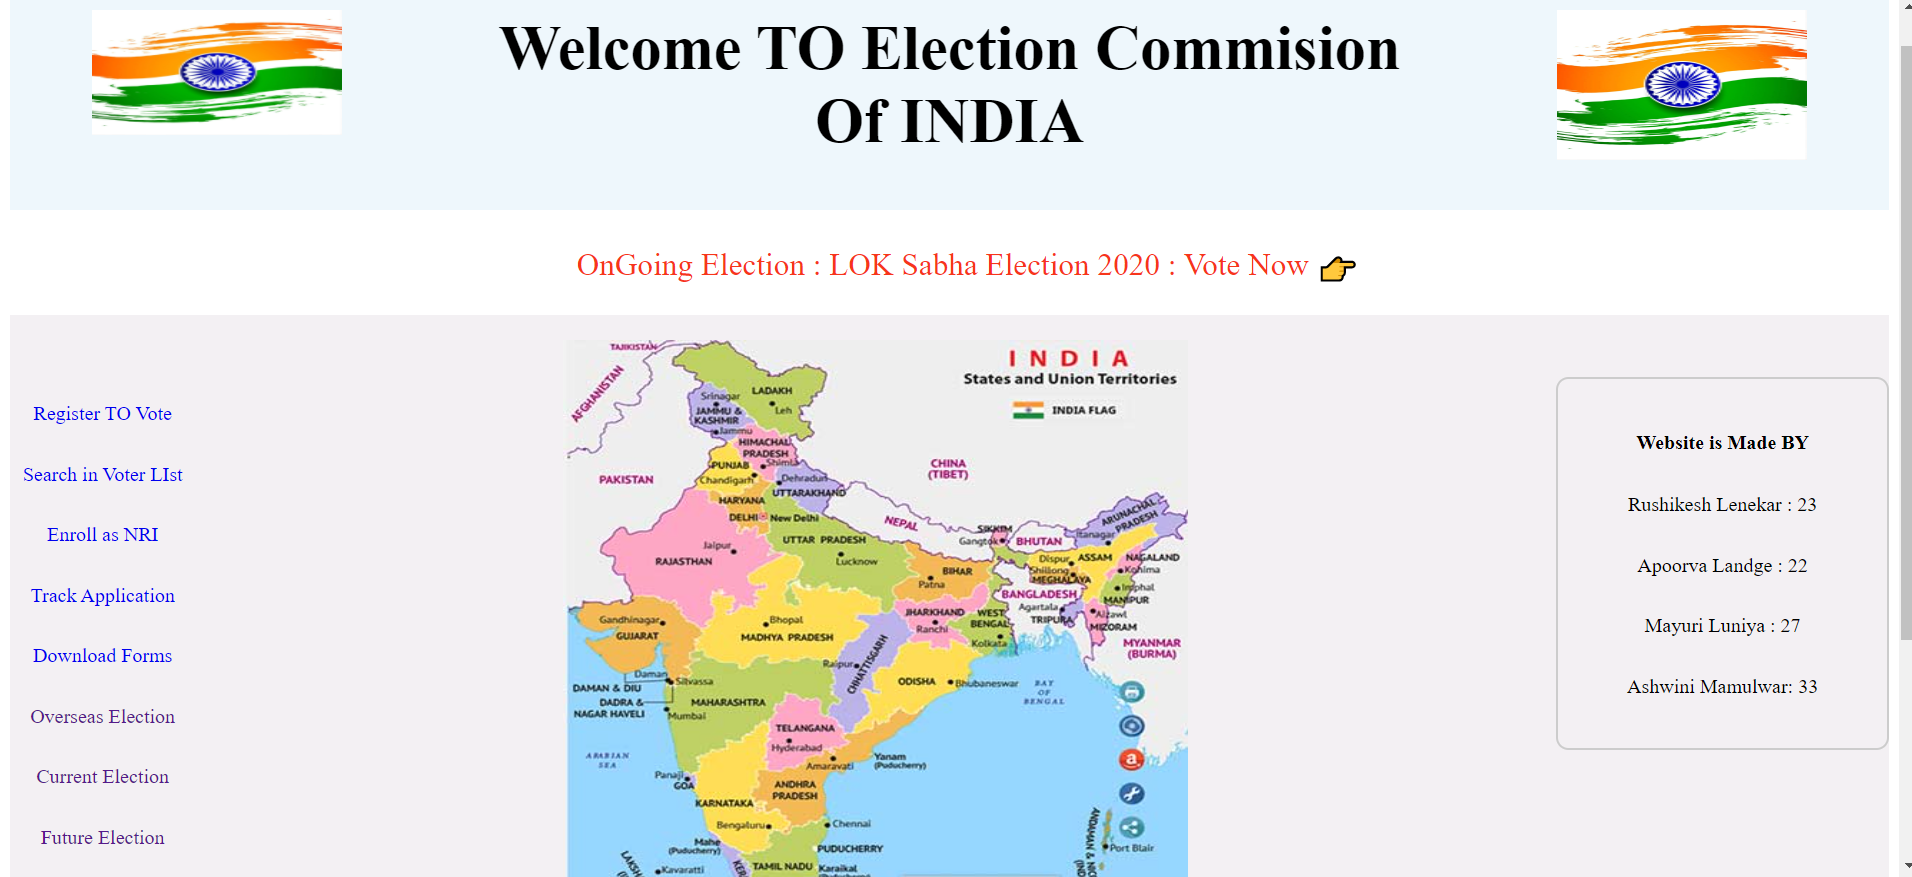 Welcome TO Election Commision
Of INDIA
OnGoing Election : LOK Sabha Election 2020 : Vote Now
Register TO Vote
Search in Voter LIst
Enroll as NRI
Track Application
Download Forms
Overseas Election
Current Election
Future Election
INDIA
States and Union Territories
INDIA FLAG
TAJIKISTAN
AFGHANISTAN
PAKISTAN
CHINA
(TIBET)
NEPAL
BHUTAN
BANGLADESH
MYANMAR
(BURMA)
LADAKH
Leh
Srinagar
JAMMU &
KASHMIR
Jammu
HIMACHAL
PRADESH
Shimla
PUNJAB
Chandigarh
Dehradun
UTTARAKHAND
HARYANA
DELHI
New Delhi
Jaipur
RAJASTHAN
UTTAR PRADESH
Lucknow
BIHAR
Patna
SIKKIM
Gangtok
ARUNACHAL
PRADESH
Itanagar
Dispur
ASSAM
NAGALAND
Kohima
Shillong
MEGHALAYA
Imphal
MANIPUR
Agartala
TRIPURA
Aizawl
MIZORAM
JHARKHAND
Ranchi
WEST
BENGAL
Kolkata
Gandhinagar
GUJARAT
Bhopal
MADHYA PRADESH
Raipur
CHHATTISGARH
ODISHA
Bhubaneswar
Daman
Silvassa
DAMAN & DIU
DADRA &
NAGAR HAVELI
MAHARASHTRA
Mumbai
TELANGANA
Hyderabad
BAY
OF
BENGAL
ARABIAN
SEA
Amaravati
Yanam
(Puducherry)
Panaji
GOA
ANDHRA
PRADESH
KARNATAKA
Bengaluru
Chennai
Mahe
(Puducherry)
PUDUCHERRY
TAMIL NADU
Karaikal
Kavaratti
Port Blair
a
Website is Made BY
Rushikesh Lenekar : 23
Apoorva Landge : 22
Mayuri Luniya : 27
Ashwini Mamulwar: 33